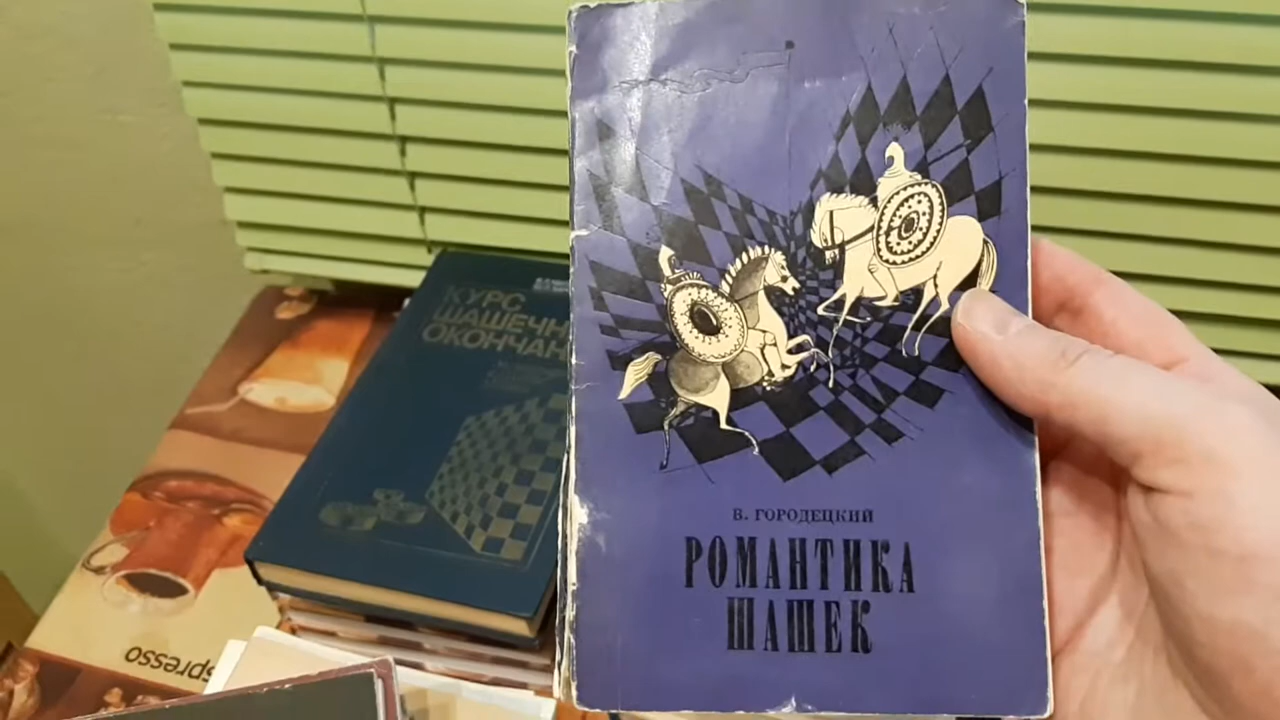 В. ГОРОДЕЦКИЙ
РОМАНТИКА
ШАШЕК
КУРС
ШАШЕЧН
ОКОНЧАН
spresso